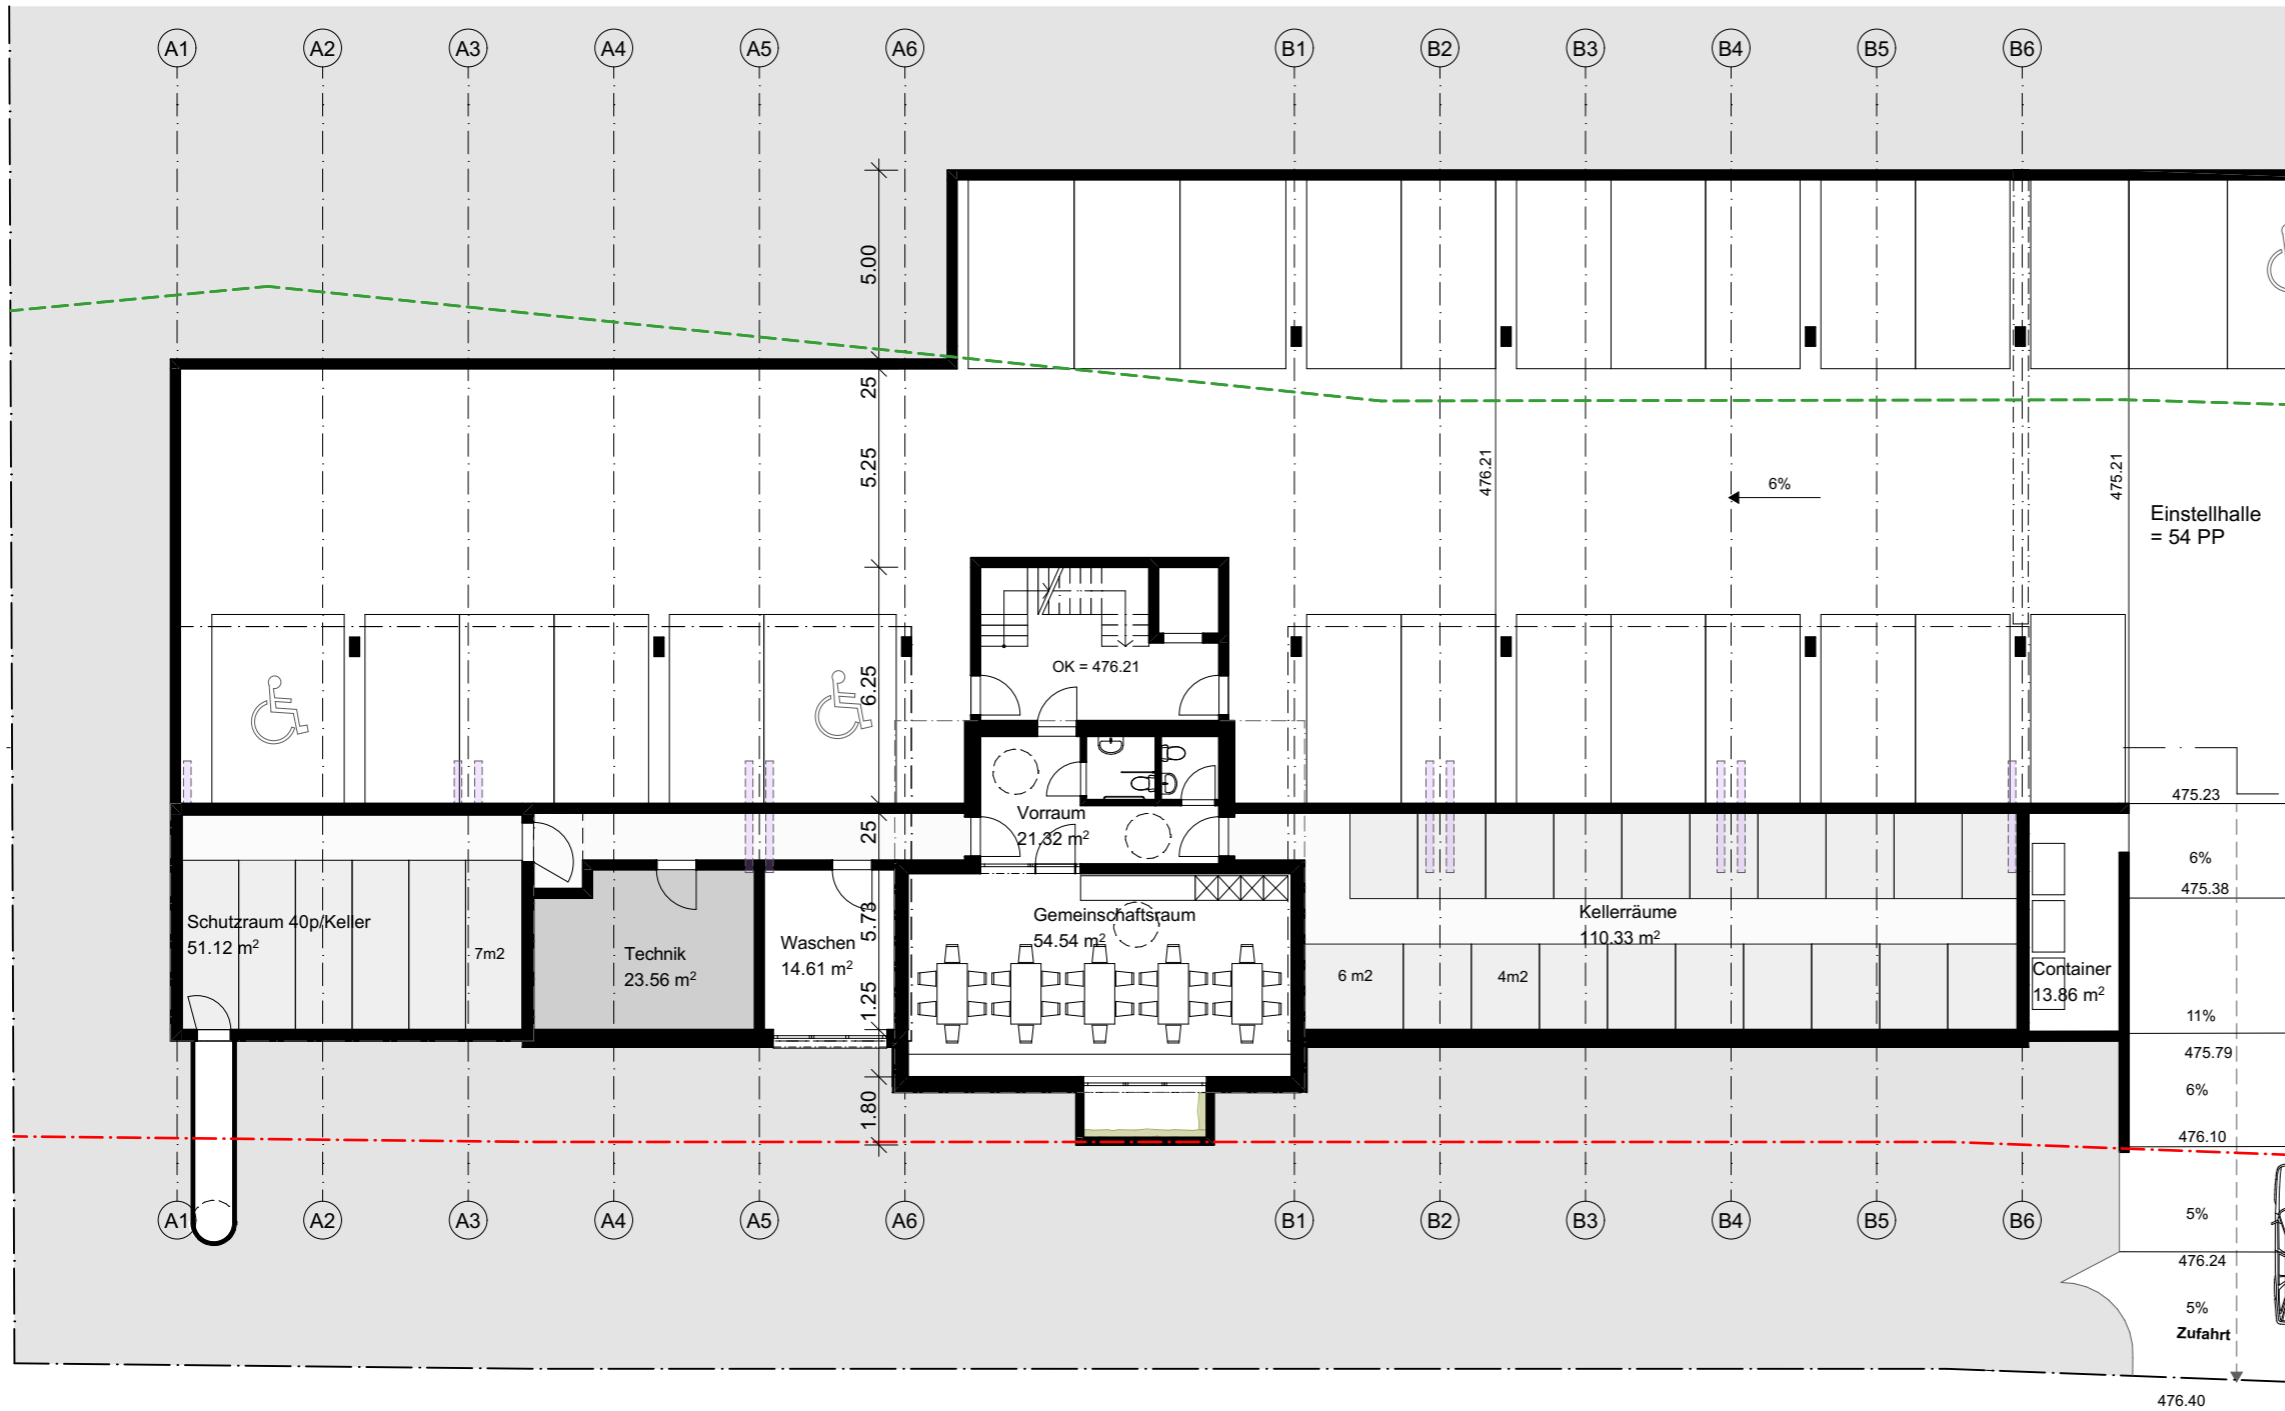 A1 A2 A3 A4 A5 A6 B1 B2 B3 B4 B5 B6
5.00
25
5.25
476.21
6%
475.21
Einstellhalle
= 54 PP
OK = 476.21
6.25
475.23
Vorraum
21.32 m²
25
6%
475.38
Schutzraum 40p/Keller
51.12 m²
7m2
Technik
23.56 m²
Waschen
14.61 m²
5.73
Gemeinschaftsraum
54.54 m²
Kellerräume
110.33 m²
6 m2
4m2
Container
13.86 m²
1.25
11%
475.79
6%
1.80
476.10
A1 A2 A3 A4 A5 A6 B1 B2 B3 B4 B5 B6
5%
476.24
5%
Zufahrt
476.40